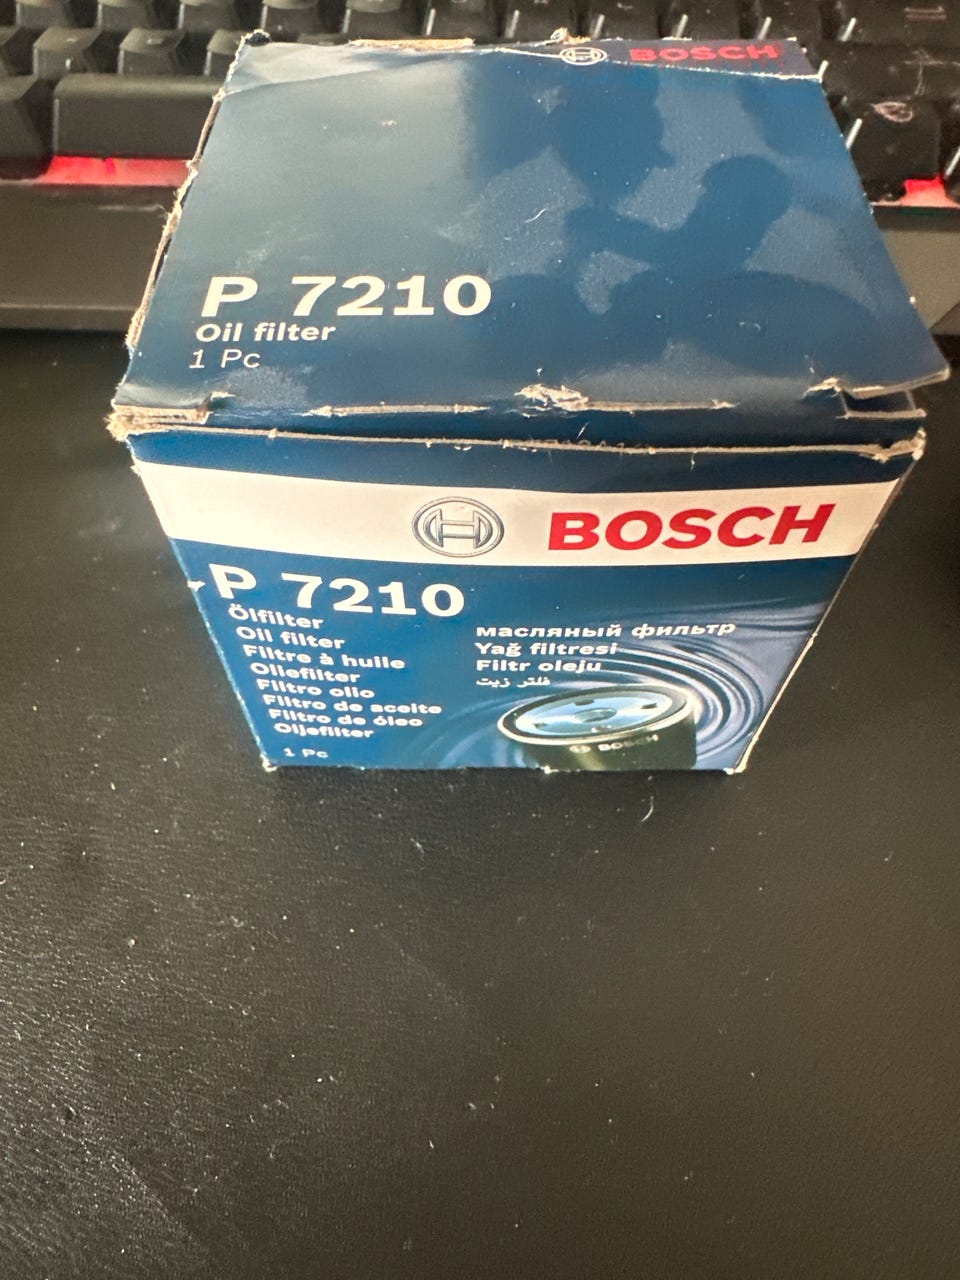 BOSCH
P 7210
Oil filter
1 Pc
BOSCH
P 7210
Ölfilter
Oil filter
Filtre à huile
Oliefilter
Filtro olio
Filtro de aceite
Filtro de óleo
Oljefilter
1 Pc
масляный фильтр
Yağ filtresi
Filtr oleju
فلتر زيت
BOSCH